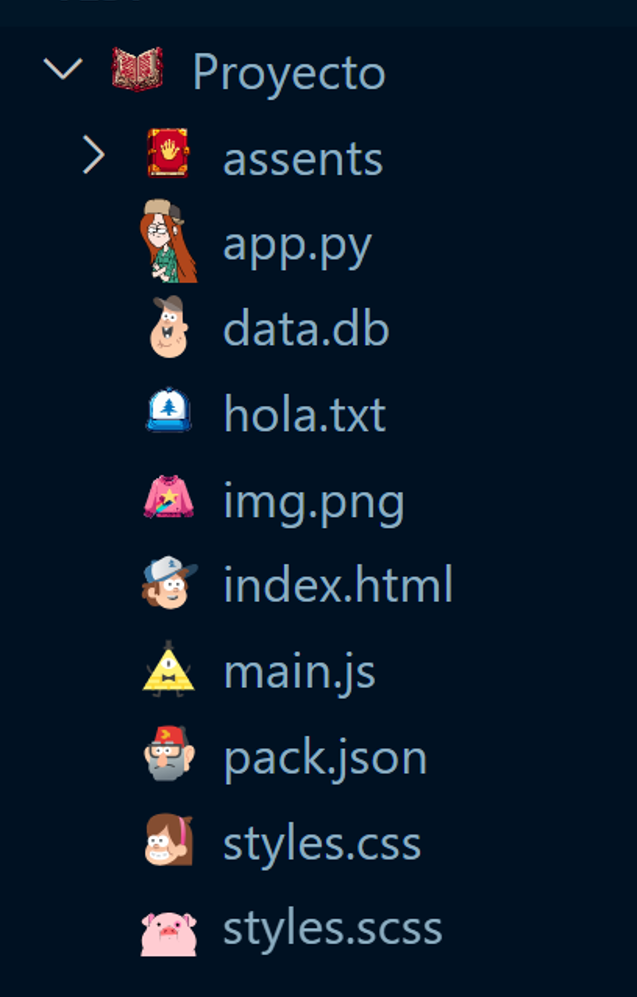 Proyecto
assents
app.py
data.db
hola.txt
img.png
index.html
main.js
pack.json
styles.css
styles.scss